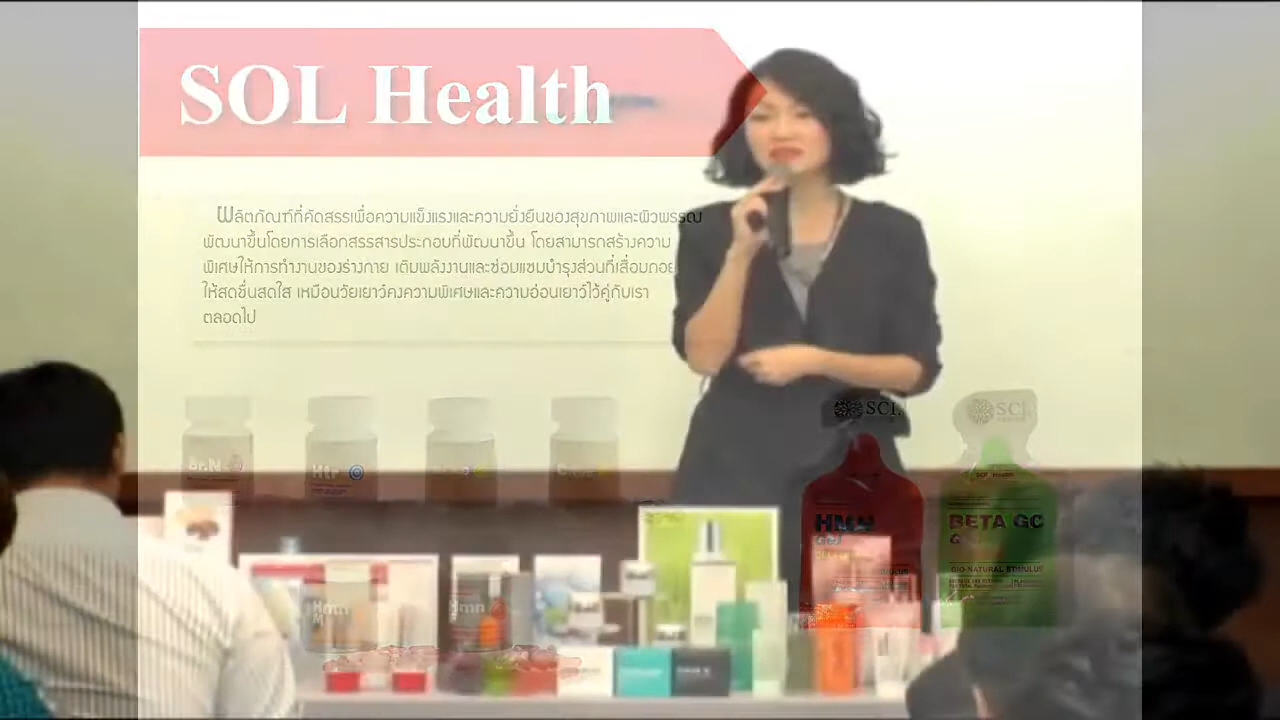 SOL Health
ผลิตภัณฑ์ที่คัดสรรเพื่อความแข็งแรงและความยั่งยืนของสุขภาพและผิวพรรณ
พัฒนาขึ้นโดยการเลือกสรรสารประกอบที่พัฒนาขึ้น โดยสามารถสร้างความ
พิเศษให้การทำงานของร่างกาย เติมพลังงานและซ่อมแซมบำรุงส่วนที่เสื่อมถอย
ให้สดชื่นสดใส เหมือนวัยเยาว์คงความพิเศษและความอ่อนเยาว์ไว้คู่กับเรา
ตลอดไป
SCI
SCI
Br.N
Htr
HMN
Gel
BETA GC
BIO-NATURAL STIMULUS
Hmn
Hmn